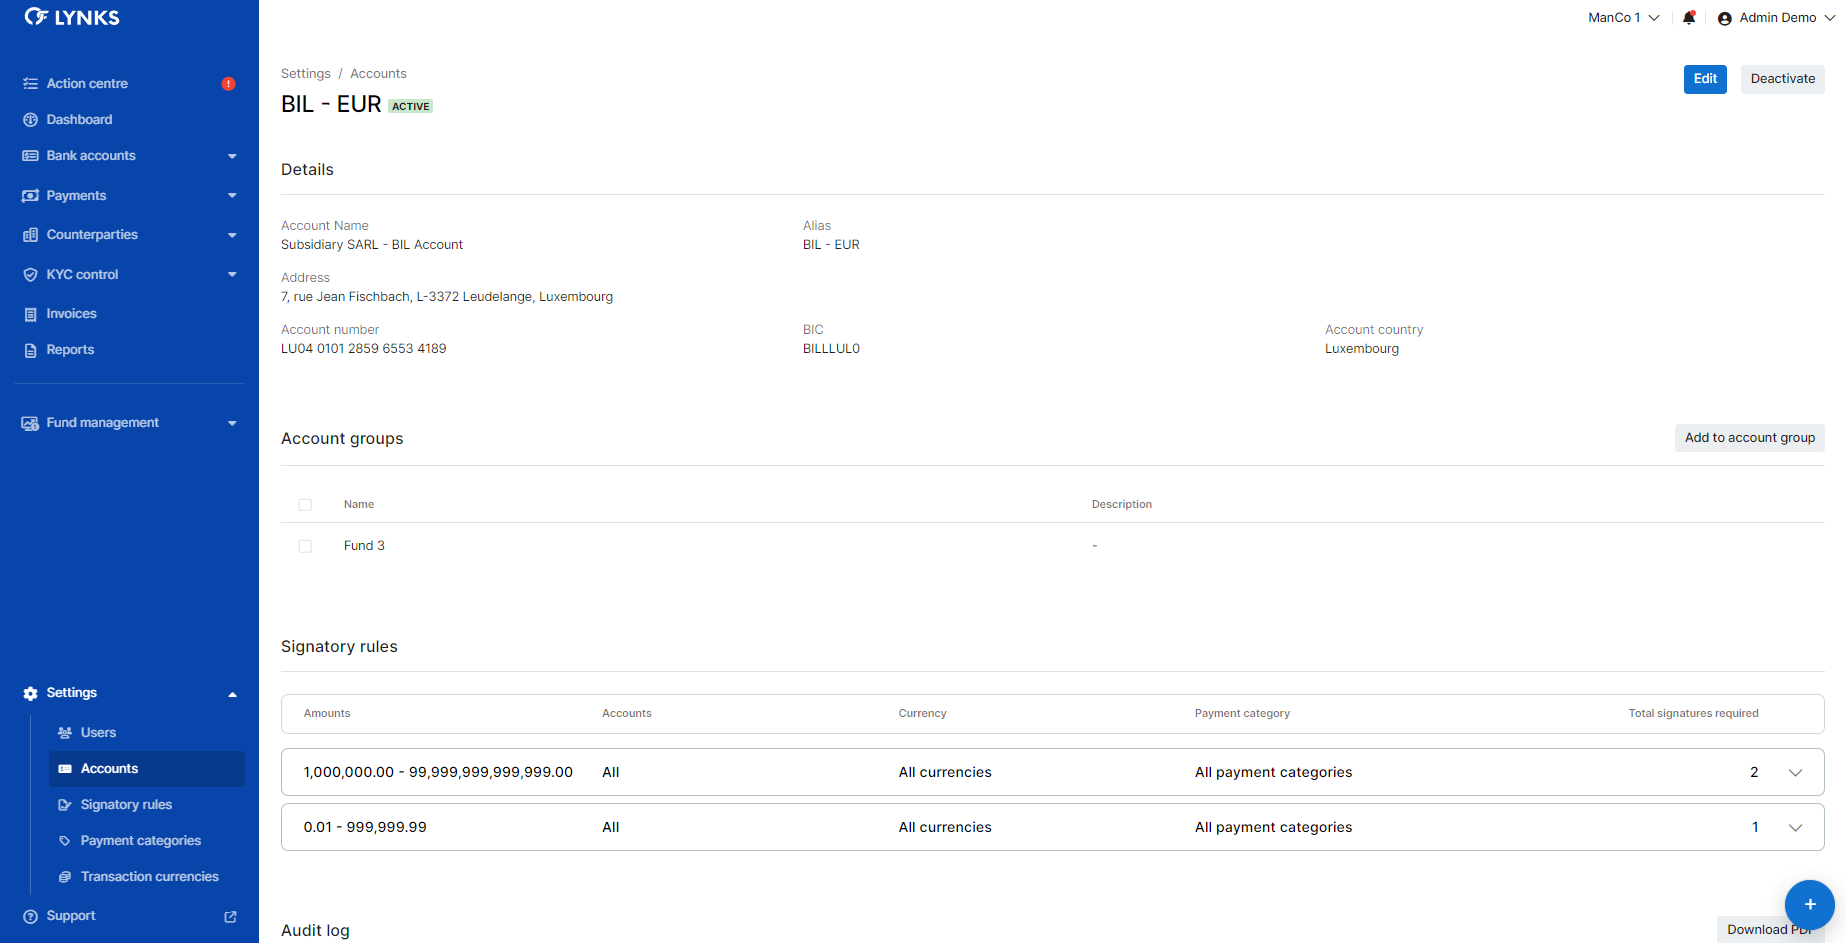 LYNKS
ManCo 1
Admin Demo
Action centre
Dashboard
Bank accounts
Payments
Counterparties
KYC control
Invoices
Reports
Fund management
Settings
Users
Accounts
Signatory rules
Payment categories
Transaction currencies
Support
Settings / Accounts
BIL - EUR ACTIVE
Edit
Deactivate
Details
Account Name
Subsidiary SARL - BIL Account
Alias
BIL - EUR
Address
7, rue Jean Fischbach, L-3372 Leudelange, Luxembourg
Account number
LU04 0101 2859 6553 4189
BIC
BILLLUL0
Account country
Luxembourg
Account groups
Add to account group
Name Description
Fund 3 -
Signatory rules
Amounts Accounts Currency Payment category Total signatures required
1,000,000.00 - 99,999,999,999,999.00 All All currencies All payment categories 2
0.01 - 999,999.99 All All currencies All payment categories 1
+
Audit log
Download PDF